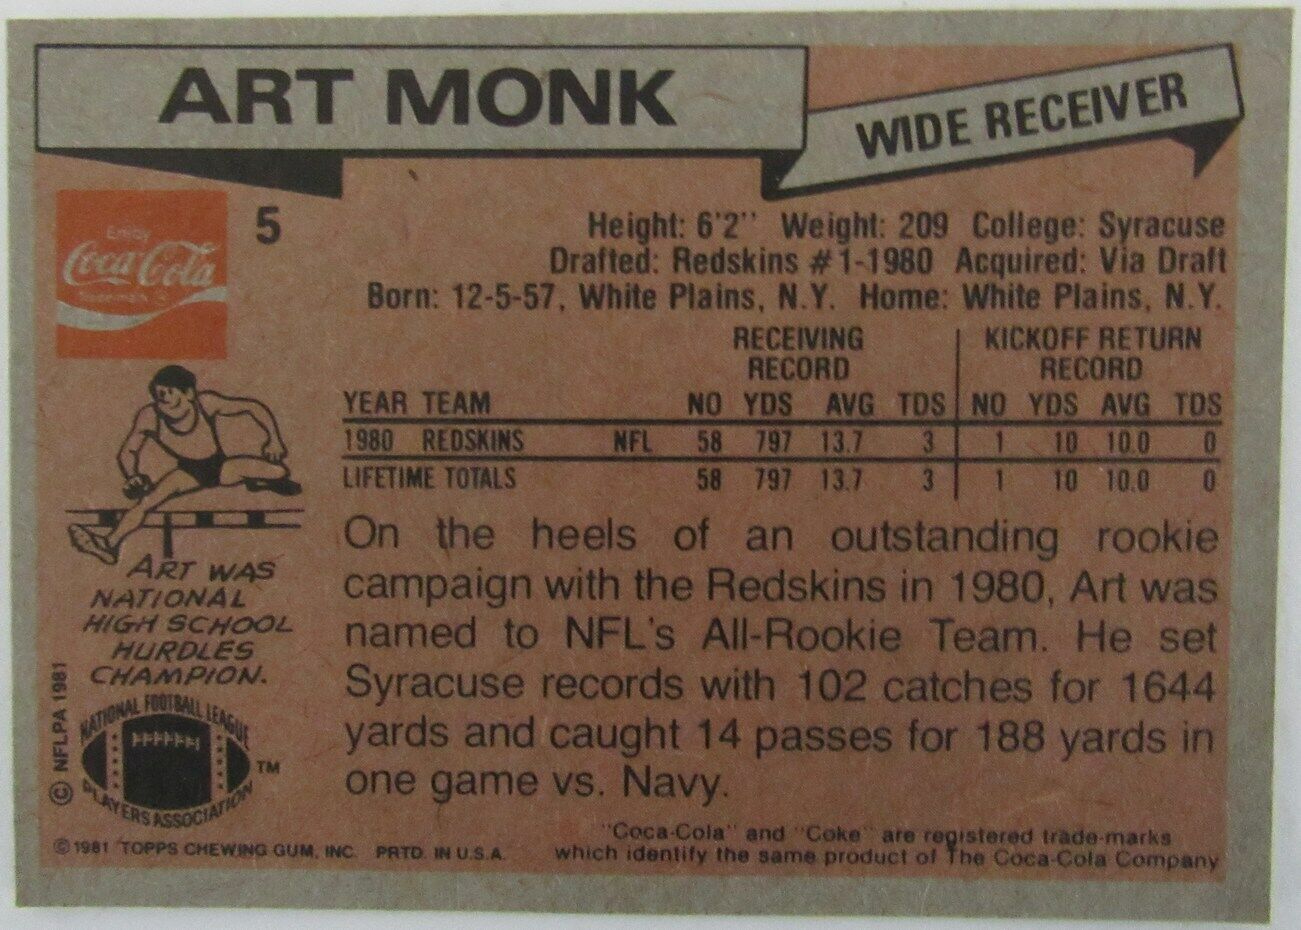 ART MONK
WIDE RECEIVER
Enjoy
Coca-Cola
Trade-mark ®
5
Height: 6'2" Weight: 209 College: Syracuse
Drafted: Redskins #1-1980 Acquired: Via Draft
Born: 12-5-57, White Plains, N.Y. Home: White Plains, N.Y.
RECEIVING KICKOFF RETURN
RECORD RECORD
YEAR TEAM NO YDS AVG TDS NO YDS AVG TDS
1980 REDSKINS NFL 58 797 13.7 3 1 10 10.0 0
LIFETIME TOTALS 58 797 13.7 3 1 10 10.0 0
ART WAS
NATIONAL
HIGH SCHOOL
HURDLES
CHAMPION.
On the heels of an outstanding rookie
campaign with the Redskins in 1980, Art was
named to NFL's All-Rookie Team. He set
Syracuse records with 102 catches for 1644
yards and caught 14 passes for 188 yards in
one game vs. Navy.
© NFLPA 1981
NATIONAL FOOTBALL LEAGUE
PLAYERS ASSOCIATION
TM
©1981 TOPPS CHEWING GUM, INC. PRTD. IN U.S.A.
"Coca-Cola" and "Coke" are registered trade-marks
which identify the same product of The Coca-Cola Company